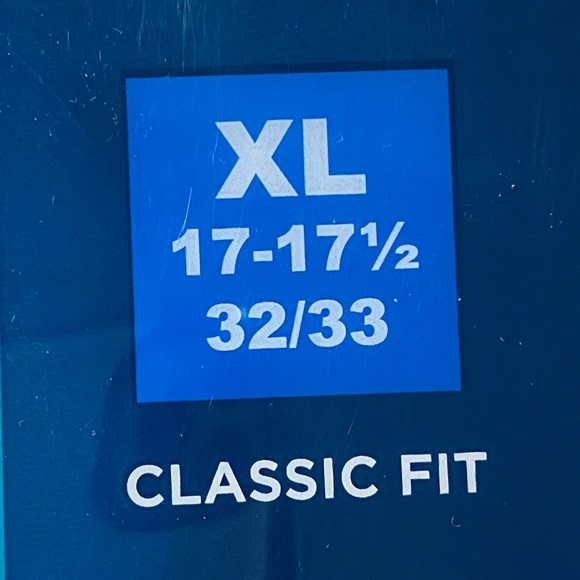 XL
17-17½
32/33
CLASSIC FIT